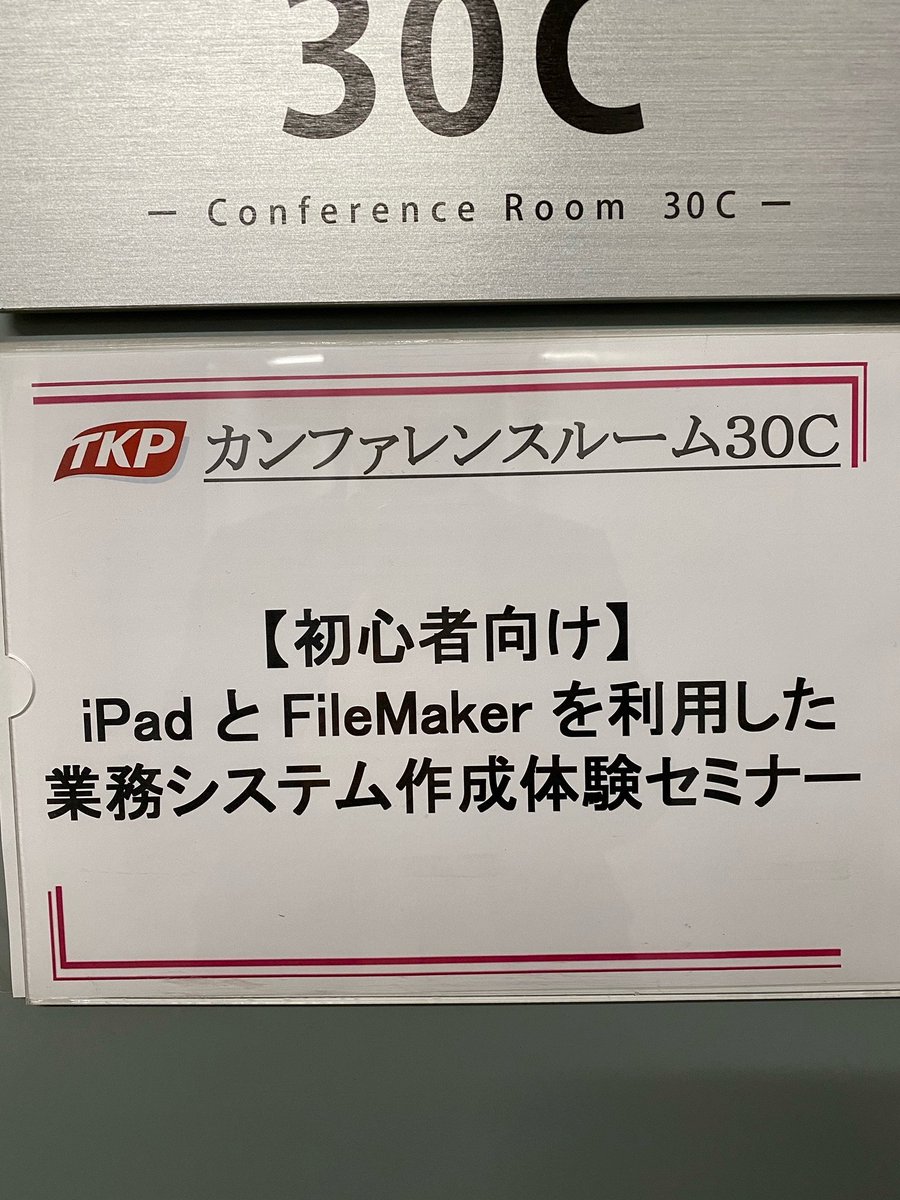 30C
— Conference Room 30C —
TKP カンファレンスルーム30C
【初心者向け】
iPad と FileMaker を利用した
業務システム作成体験セミナー